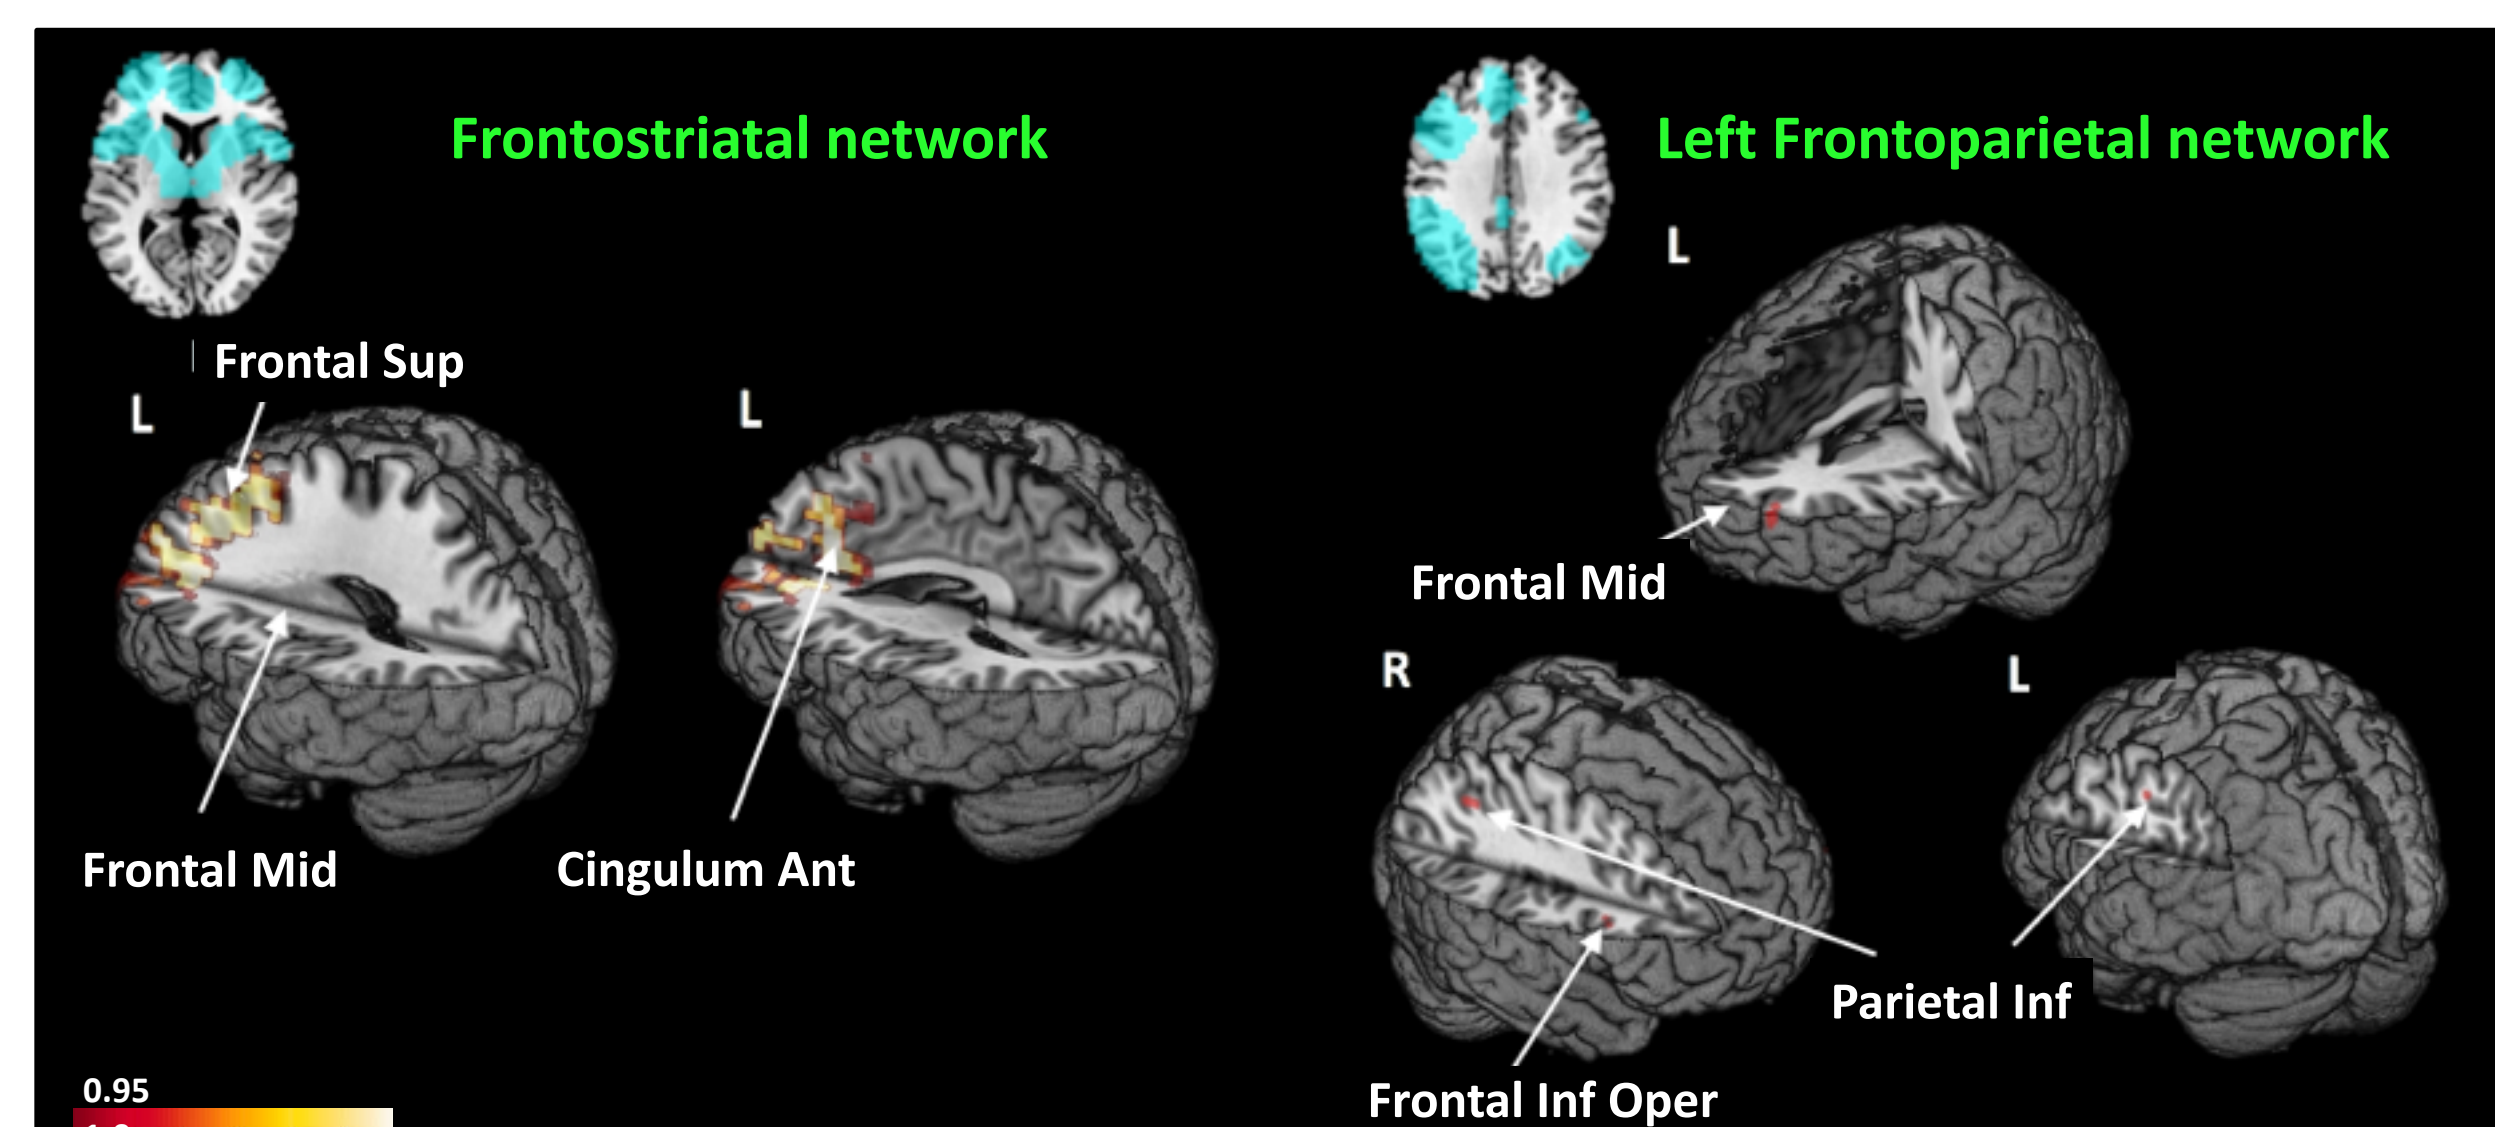 Frontostriatal network
Frontal Sup
L
L
Frontal Mid
Cingulum Ant
0.95
Left Frontoparietal network
L
Frontal Mid
R
L
Parietal Inf
Frontal Inf Oper